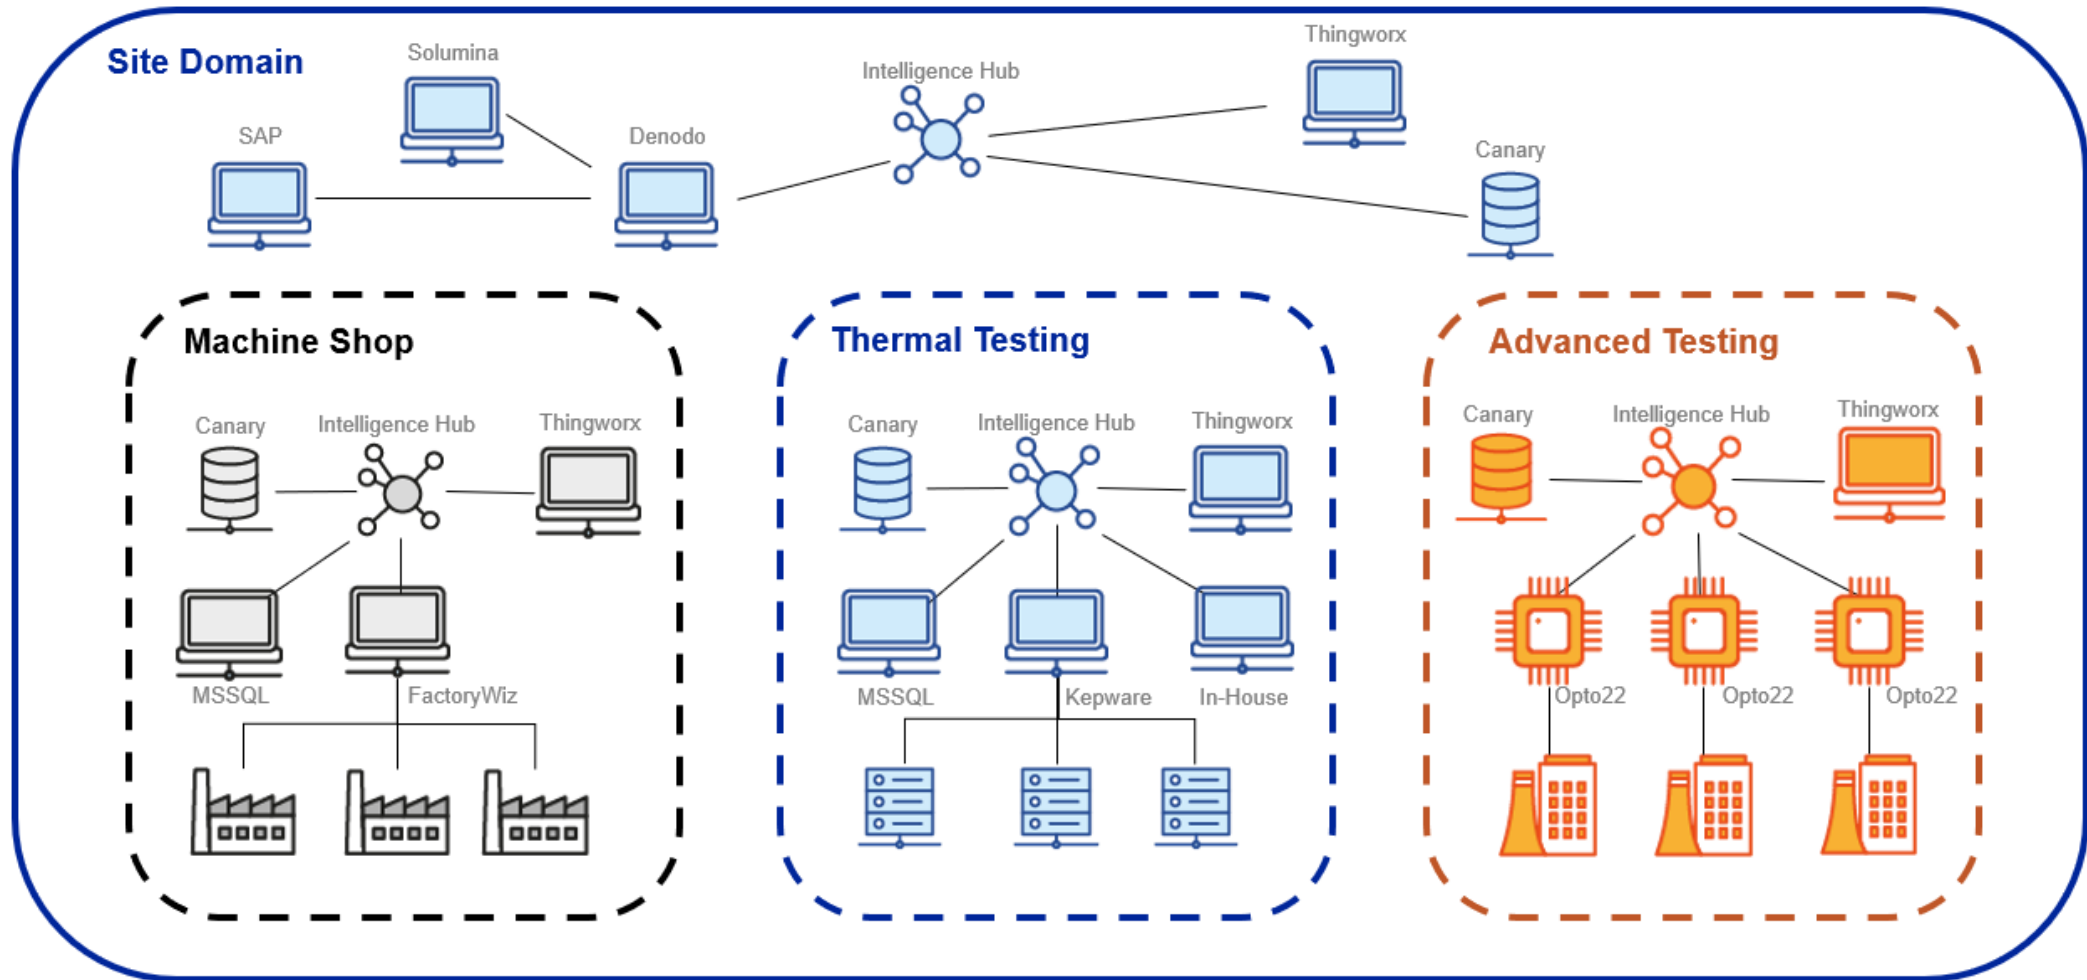 Site Domain
Solumina
Thingworx
Intelligence Hub
SAP
Denodo
Canary
Machine Shop
Canary
Intelligence Hub
Thingworx
MSSQL
FactoryWiz
Thermal Testing
Canary
Intelligence Hub
Thingworx
MSSQL
Kepware
In-House
Advanced Testing
Canary
Intelligence Hub
Thingworx
Opto22
Opto22
Opto22